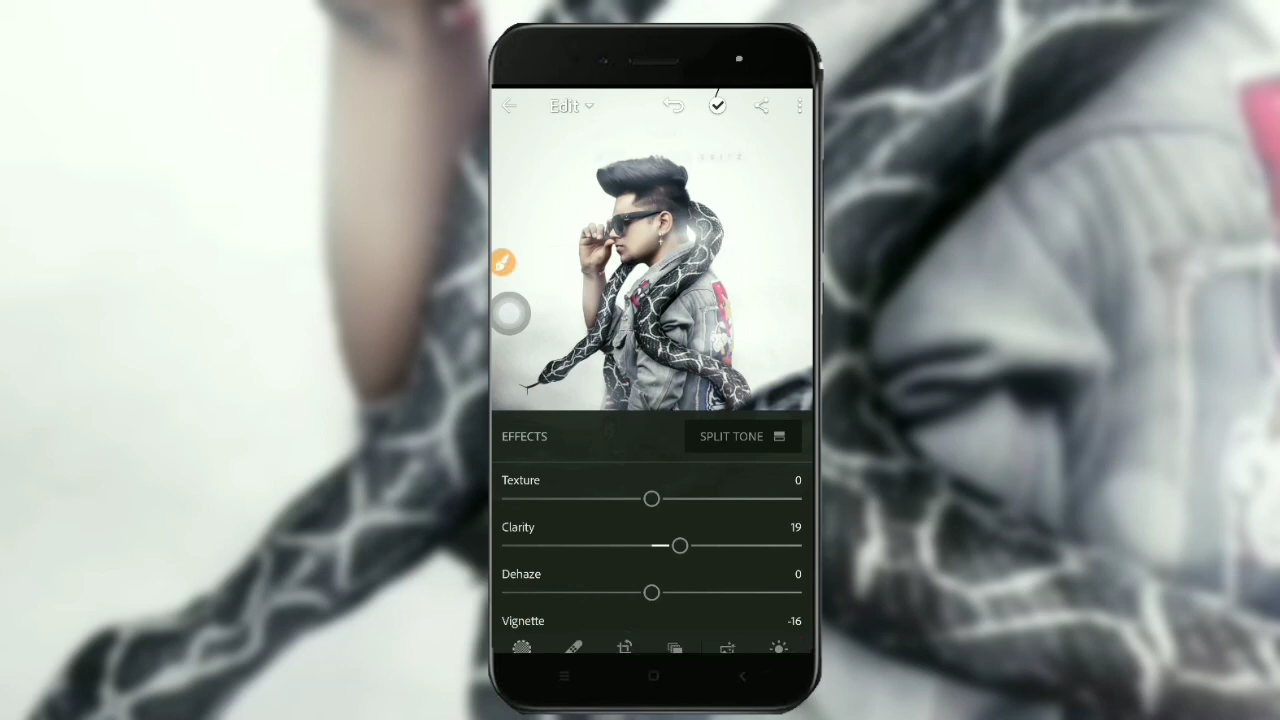 Edit
EFFECTS
SPLIT TONE
Texture 0
Clarity 19
Dehaze 0
Vignette -16